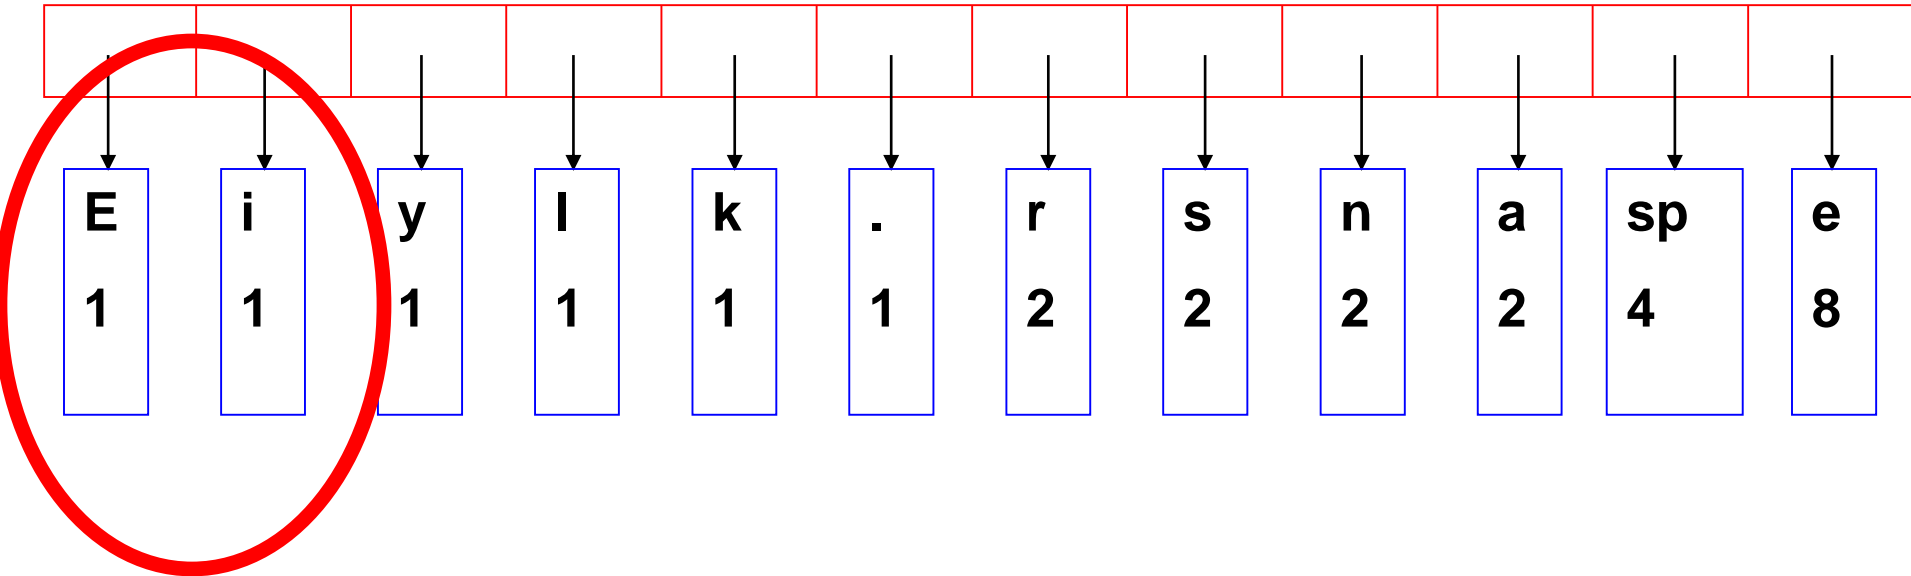 E i y l k . r s n a sp e
1 1 1 1 1 1 2 2 2 2 4 8